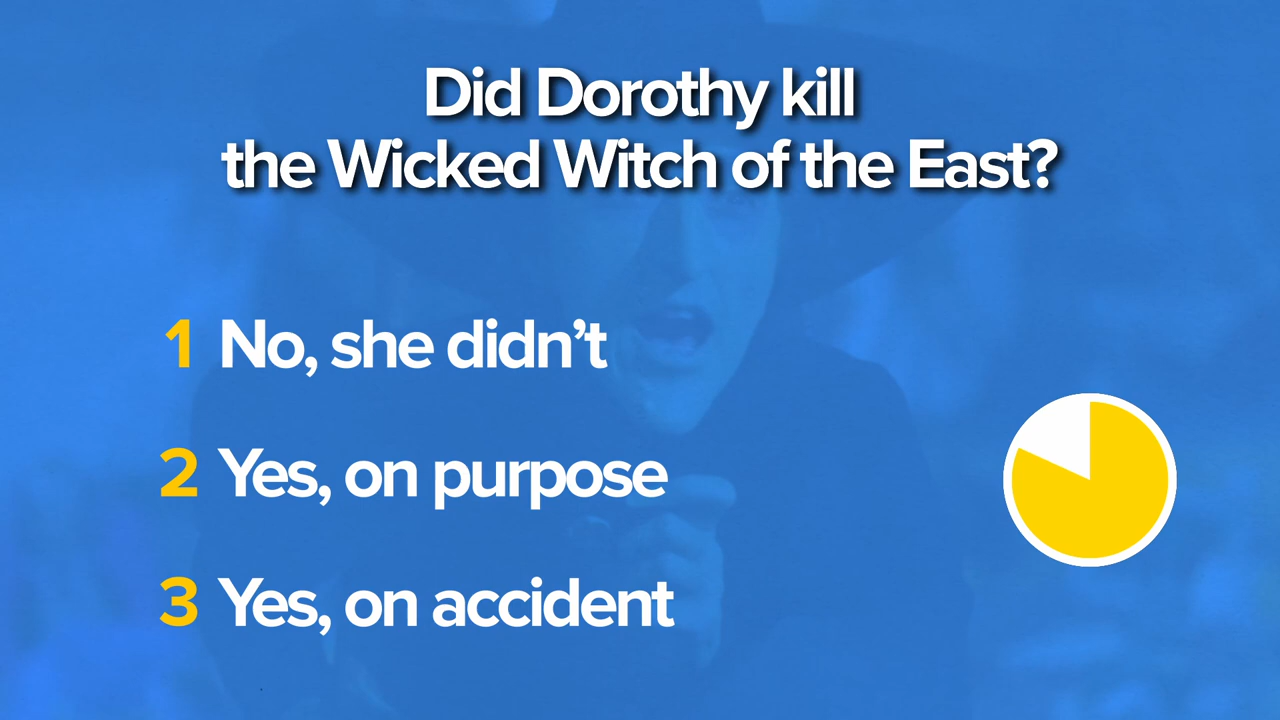 Did Dorothy kill
the Wicked Witch of the East?
1 No, she didn’t
2 Yes, on purpose
3 Yes, on accident